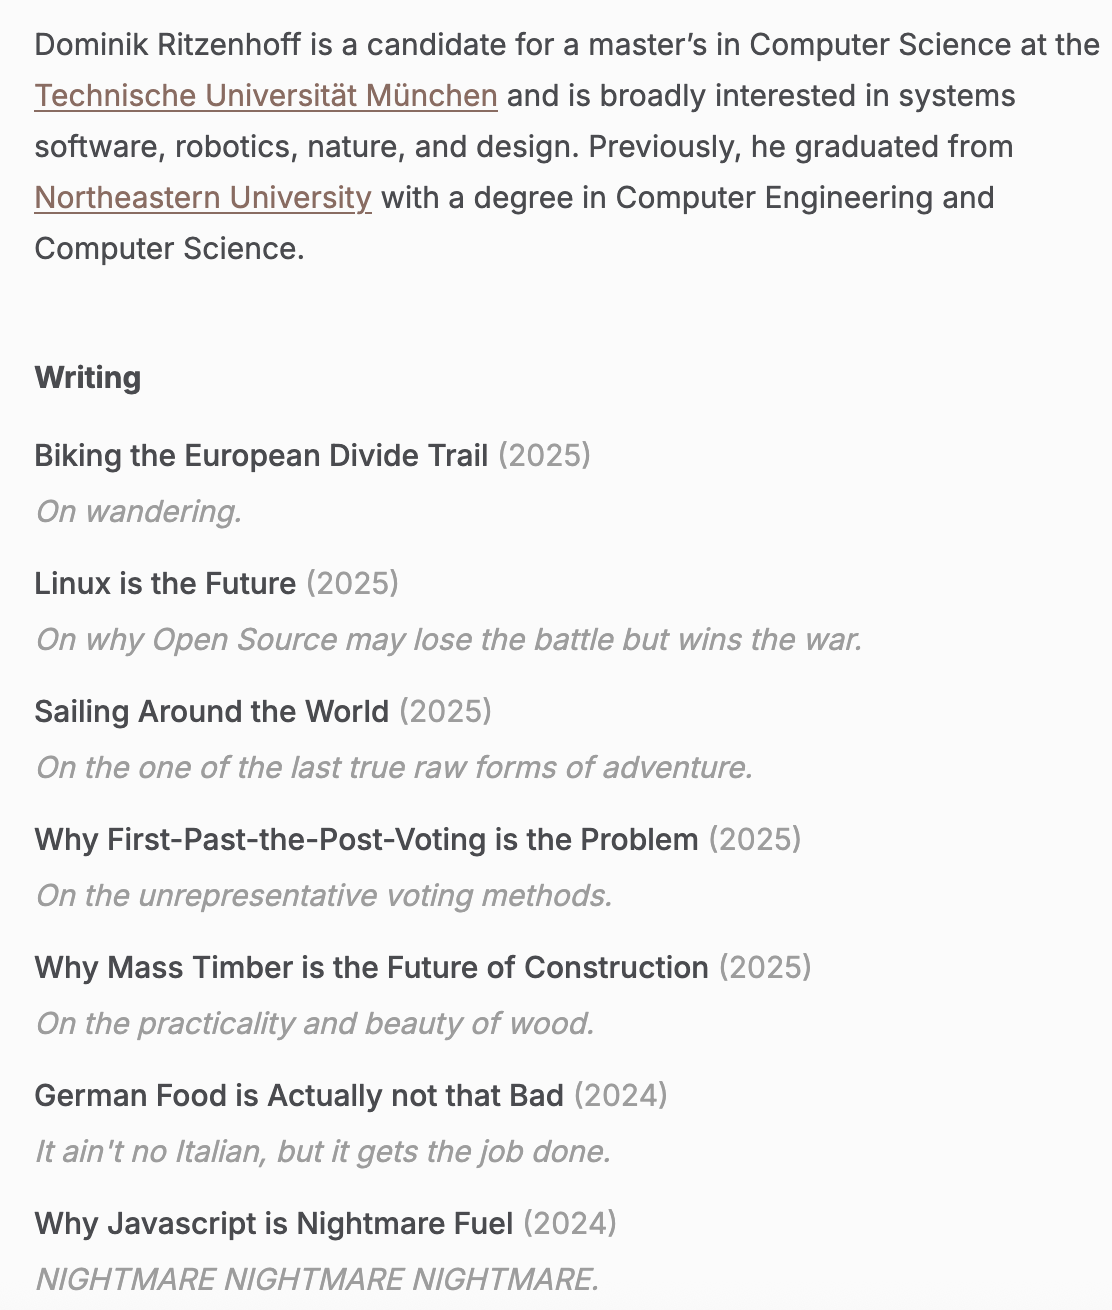 Dominik Ritzenhoff is a candidate for a master’s in Computer Science at the
Technische Universität München and is broadly interested in systems
software, robotics, nature, and design. Previously, he graduated from
Northeastern University with a degree in Computer Engineering and
Computer Science.
Writing
Biking the European Divide Trail (2025)
On wandering.
Linux is the Future (2025)
On why Open Source may lose the battle but wins the war.
Sailing Around the World (2025)
On the one of the last true raw forms of adventure.
Why First-Past-the-Post-Voting is the Problem (2025)
On the unrepresentative voting methods.
Why Mass Timber is the Future of Construction (2025)
On the practicality and beauty of wood.
German Food is Actually not that Bad (2024)
It ain't no Italian, but it gets the job done.
Why Javascript is Nightmare Fuel (2024)
NIGHTMARE NIGHTMARE NIGHTMARE.